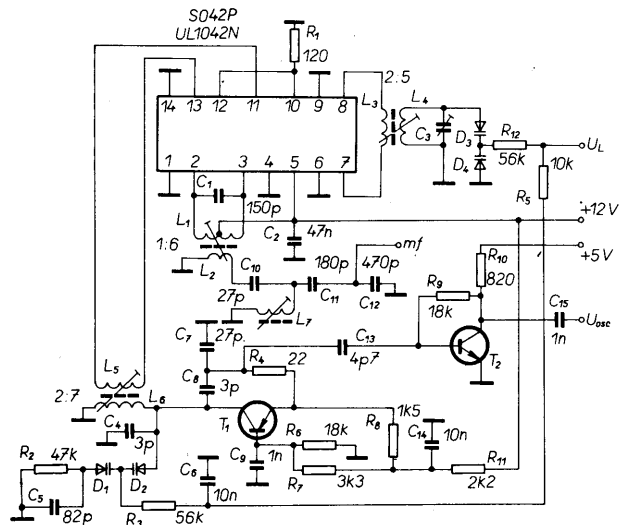 S042P
UL1042N
R1
120
14 13 12 11 10 9 8
1 2 3 4 5 6 7
2:5
L3
L4
C3
D3
D4
R12
56k
UL
10k
R5
C1
150p
L1
1:6
L2
C2
47n
+12V
mf
+5V
C10
27p
180p
C11
470p
C12
R10
820
R9
18k
C15
1n
Uosc
L7
C7
27p
C13
4p7
T2
R4
22
C8
3p
L5
2:7
L6
C4
3p
T1
R6
18k
R8
1k5
C14
10n
R2
47k
C9
1n
R7
3k3
R11
2k2
C6
10n
D1
D2
C5
82p
R3
56k